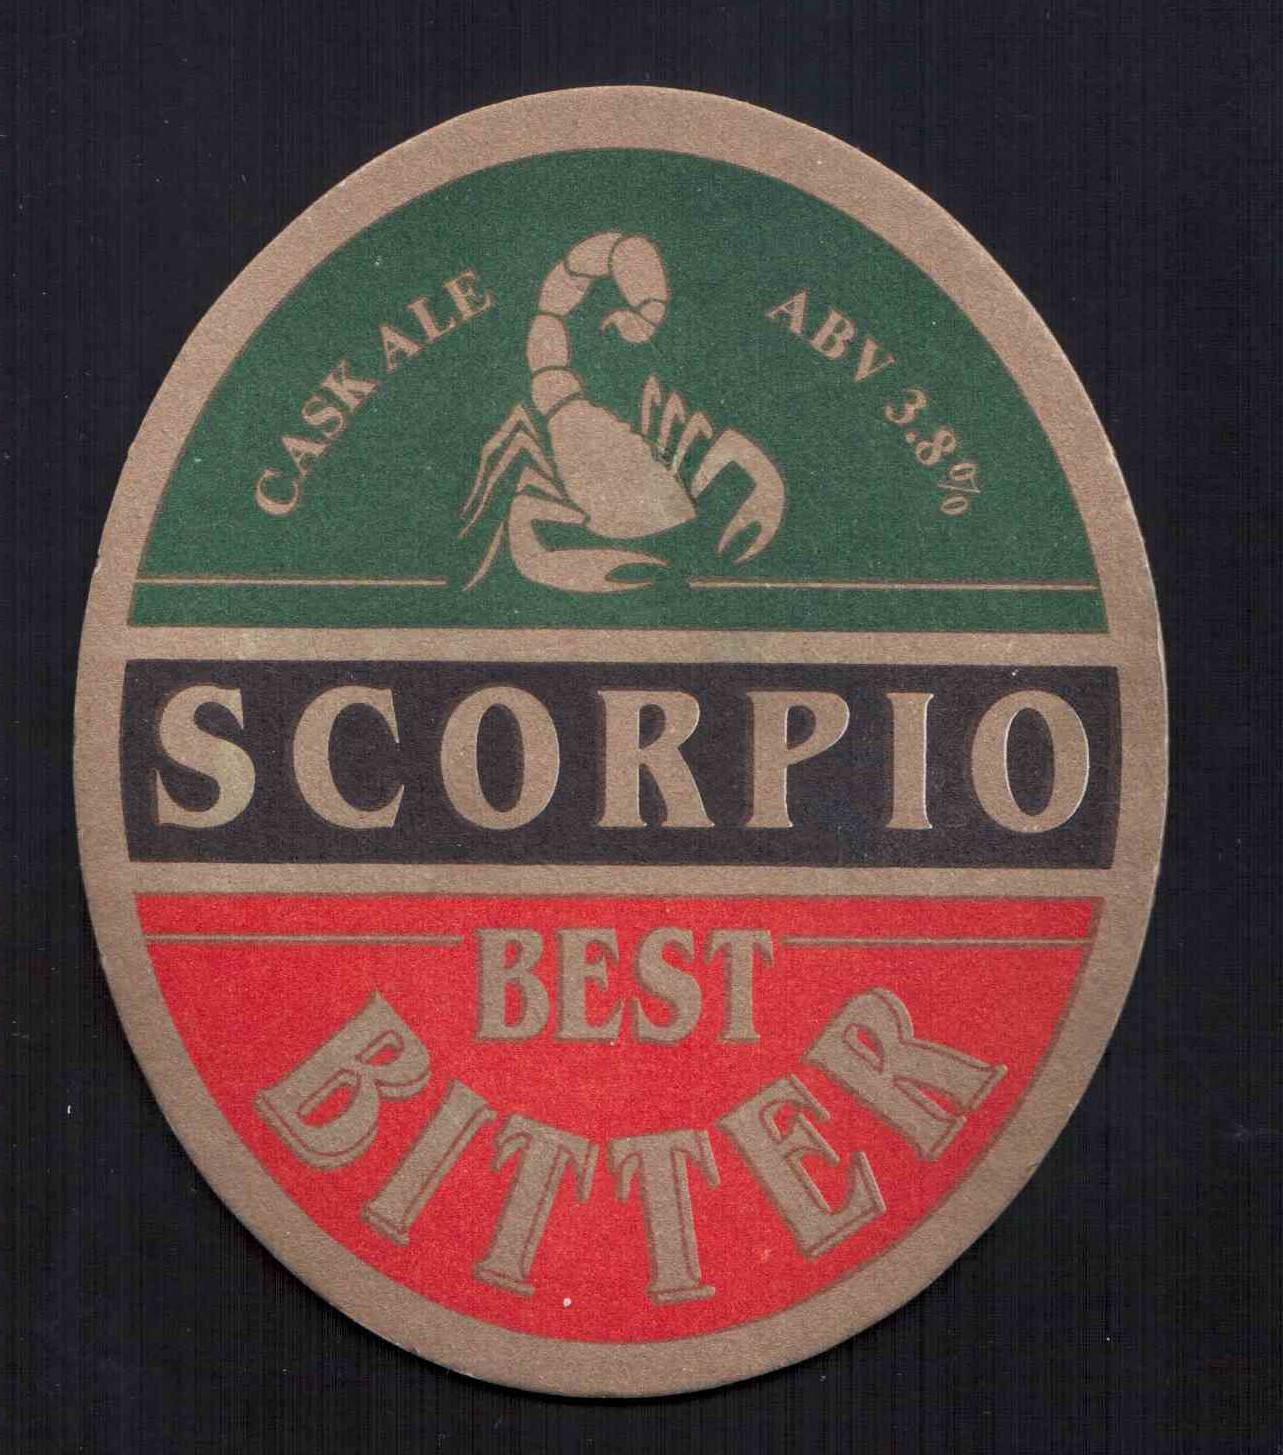 CASK ALE
ABV 3.8%
SCORPIO
BEST
BITTER